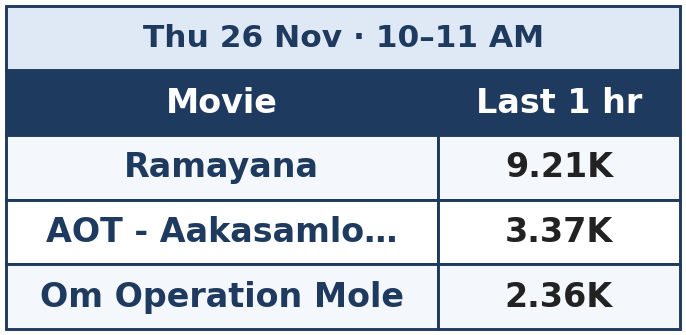 Thu 26 Nov · 10–11 AM
Movie Last 1 hr
Ramayana 9.21K
AOT - Aakasamlo... 3.37K
Om Operation Mole 2.36K